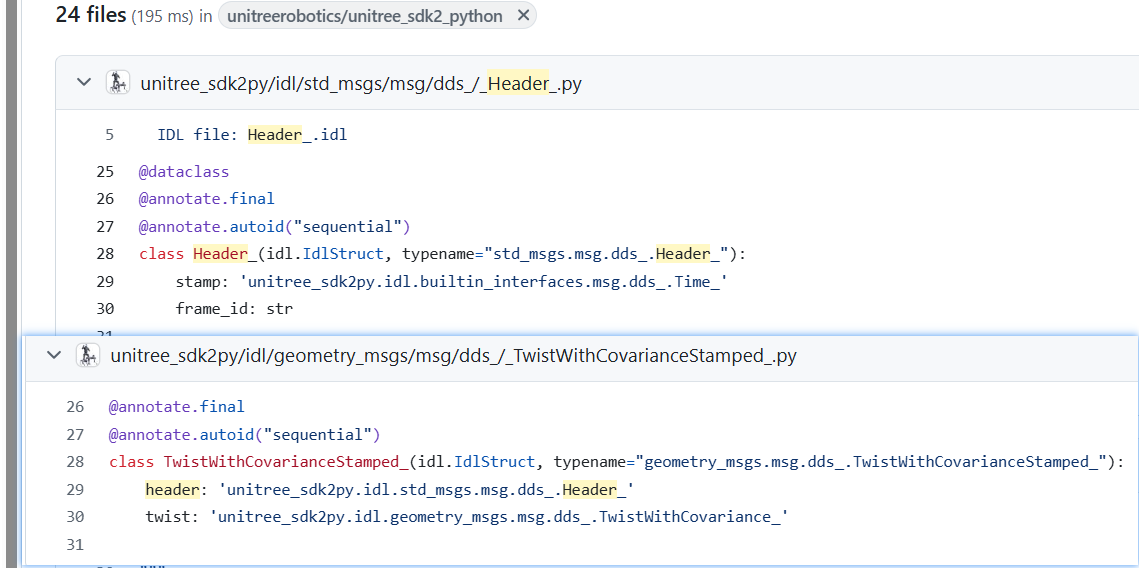 24 files (195 ms) in unitreerobotics/unitree_sdk2_python ✕
unitree_sdk2py/idl/std_msgs/msg/dds_/_Header_.py
5 IDL file: Header_.idl
25 @dataclass
26 @annotate.final
27 @annotate.autoid("sequential")
28 class Header_(idl.IdlStruct, typename="std_msgs.msg.dds_.Header_"):
29 stamp: 'unitree_sdk2py.idl.builtin_interfaces.msg.dds_.Time_'
30 frame_id: str
31
unitree_sdk2py/idl/geometry_msgs/msg/dds_/_TwistWithCovarianceStamped_.py
26 @annotate.final
27 @annotate.autoid("sequential")
28 class TwistWithCovarianceStamped_(idl.IdlStruct, typename="geometry_msgs.msg.dds_.TwistWithCovarianceStamped_"):
29 header: 'unitree_sdk2py.idl.std_msgs.msg.dds_.Header_'
30 twist: 'unitree_sdk2py.idl.geometry_msgs.msg.dds_.TwistWithCovariance_'
31